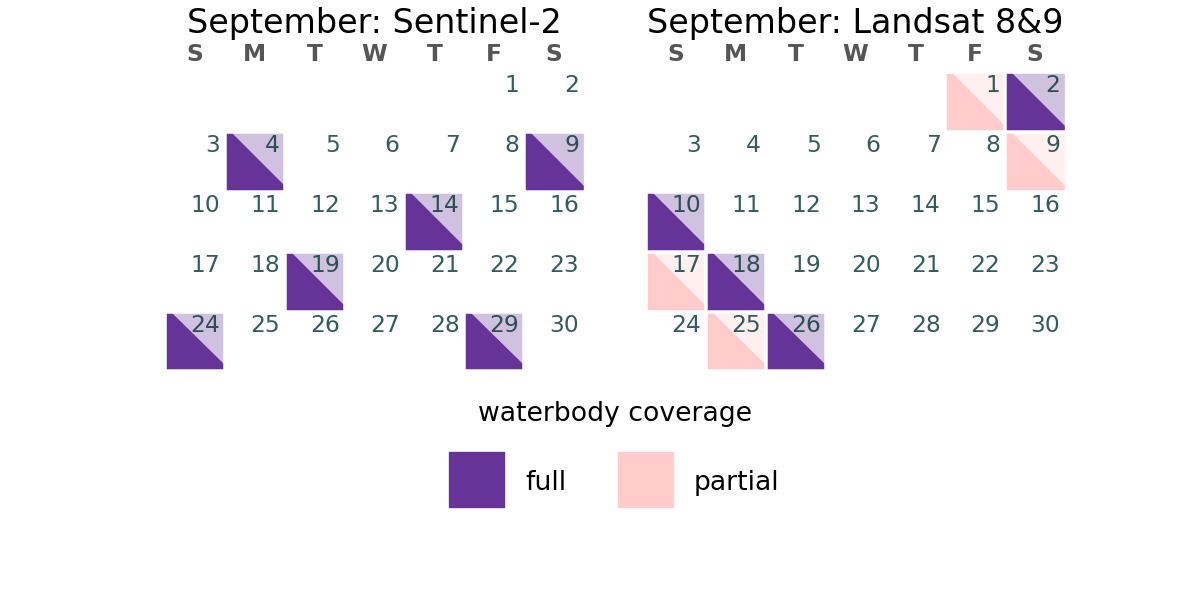 September: Sentinel-2
S M T W T F S
1 2
3 4 5 6 7 8 9
10 11 12 13 14 15 16
17 18 19 20 21 22 23
24 25 26 27 28 29 30
September: Landsat 8&9
S M T W T F S
1 2
3 4 5 6 7 8 9
10 11 12 13 14 15 16
17 18 19 20 21 22 23
24 25 26 27 28 29 30
waterbody coverage
full partial